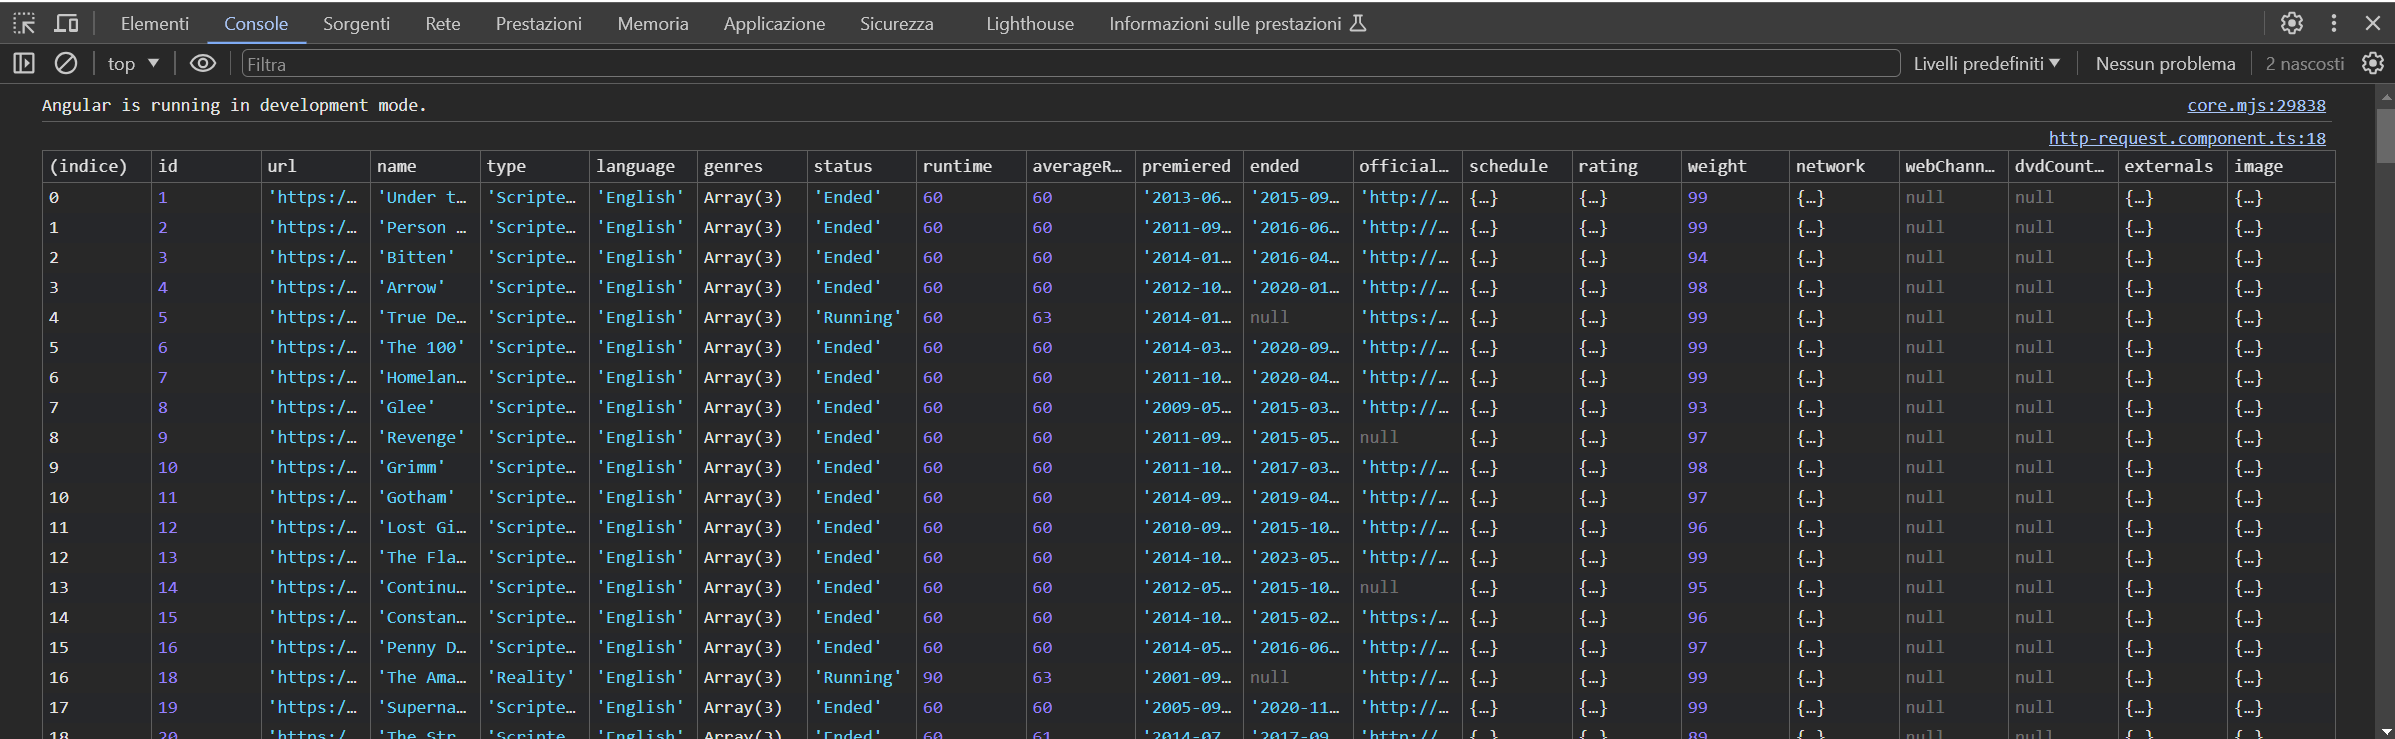 Elementi Console Sorgenti Rete Prestazioni Memoria Applicazione Sicurezza Lighthouse Informazioni sulle prestazioni
top Filtra Livelli predefiniti Nessun problema 2 nascosti
Angular is running in development mode. core.mjs:29838
http-request.component.ts:18
(indice) id url name type language genres status runtime averageR… premiered ended official… schedule rating weight network webChann… dvdCount… externals image
0 1 'https:/… 'Under t… 'Scripte… 'English' Array(3) 'Ended' 60 60 '2013-06… '2015-09… 'http://… {…} {…} 99 {…} null null {…} {…}
1 2 'https:/… 'Person … 'Scripte… 'English' Array(3) 'Ended' 60 60 '2011-09… '2016-06… 'http://… {…} {…} 99 {…} null null {…} {…}
2 3 'https:/… 'Bitten' 'Scripte… 'English' Array(3) 'Ended' 60 60 '2014-01… '2016-04… 'http://… {…} {…} 94 {…} null null {…} {…}
3 4 'https:/… 'Arrow' 'Scripte… 'English' Array(3) 'Ended' 60 60 '2012-10… '2020-01… 'http://… {…} {…} 98 {…} null null {…} {…}
4 5 'https:/… 'True De… 'Scripte… 'English' Array(3) 'Running' 60 63 '2014-01… null 'https:/… {…} {…} 99 {…} null null {…} {…}
5 6 'https:/… 'The 100' 'Scripte… 'English' Array(3) 'Ended' 60 60 '2014-03… '2020-09… 'http://… {…} {…} 99 {…} null null {…} {…}
6 7 'https:/… 'Homelan… 'Scripte… 'English' Array(3) 'Ended' 60 60 '2011-10… '2020-04… 'http://… {…} {…} 99 {…} null null {…} {…}
7 8 'https:/… 'Glee' 'Scripte… 'English' Array(3) 'Ended' 60 60 '2009-05… '2015-03… 'http://… {…} {…} 93 {…} null null {…} {…}
8 9 'https:/… 'Revenge' 'Scripte… 'English' Array(3) 'Ended' 60 60 '2011-09… '2015-05… null {…} {…} 97 {…} null null {…} {…}
9 10 'https:/… 'Grimm' 'Scripte… 'English' Array(3) 'Ended' 60 60 '2011-10… '2017-03… 'http://… {…} {…} 98 {…} null null {…} {…}
10 11 'https:/… 'Gotham' 'Scripte… 'English' Array(3) 'Ended' 60 60 '2014-09… '2019-04… 'http://… {…} {…} 97 {…} null null {…} {…}
11 12 'https:/… 'Lost Gi… 'Scripte… 'English' Array(3) 'Ended' 60 60 '2010-09… '2015-10… 'http://… {…} {…} 96 {…} null null {…} {…}
12 13 'https:/… 'The Fla… 'Scripte… 'English' Array(3) 'Ended' 60 60 '2014-10… '2023-05… 'http://… {…} {…} 99 {…} null null {…} {…}
13 14 'https:/… 'Continu… 'Scripte… 'English' Array(3) 'Ended' 60 60 '2012-05… '2015-10… null {…} {…} 95 {…} null null {…} {…}
14 15 'https:/… 'Constan… 'Scripte… 'English' Array(3) 'Ended' 60 60 '2014-10… '2015-02… 'https:/… {…} {…} 96 {…} null null {…} {…}
15 16 'https:/… 'Penny D… 'Scripte… 'English' Array(3) 'Ended' 60 60 '2014-05… '2016-06… 'http://… {…} {…} 97 {…} null null {…} {…}
16 18 'https:/… 'The Ama… 'Reality' 'English' Array(3) 'Running' 90 63 '2001-09… null 'http://… {…} {…} 99 {…} null null {…} {…}
17 19 'https:/… 'Superna… 'Scripte… 'English' Array(3) 'Ended' 60 60 '2005-09… '2020-11… 'http://… {…} {…} 99 {…} null null {…} {…}
18 20 'https:/… 'The Str… 'Scripte… 'English' Array(3) 'Ended' 60 61 '2014-07… '2017-09… 'http://… {…} {…} 89 {…} null null {…} {…}